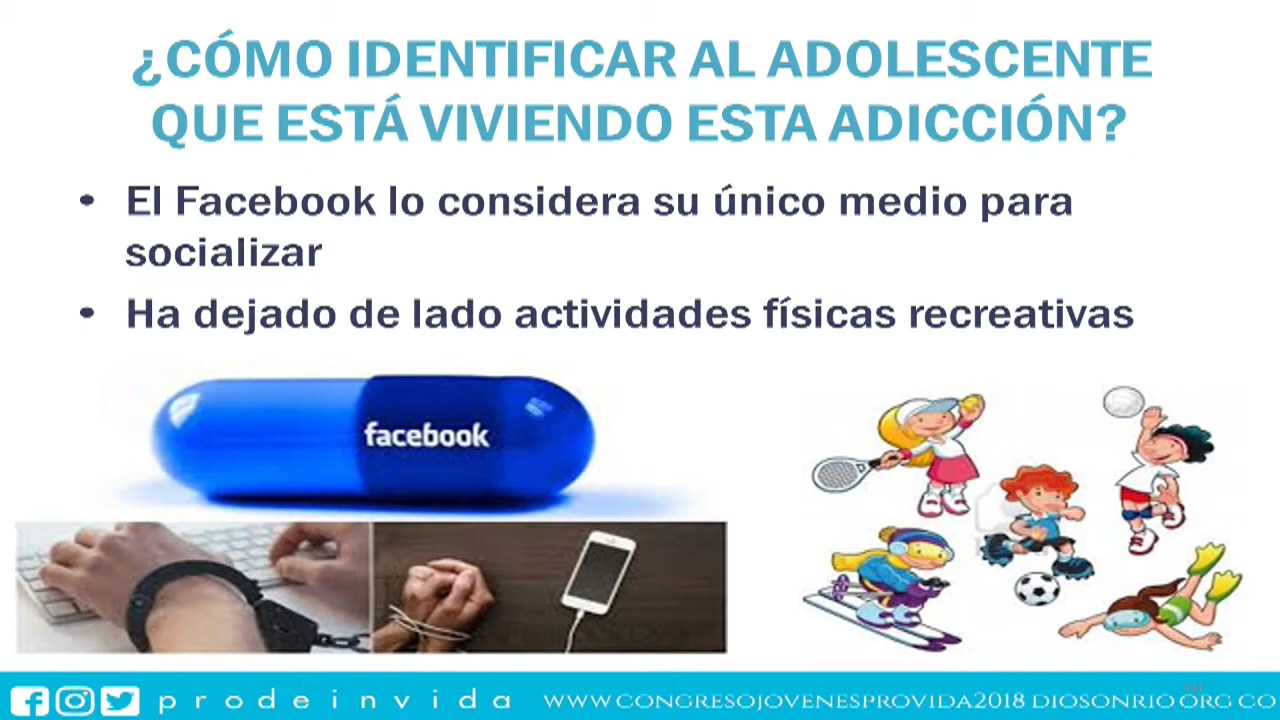 ¿CÓMO IDENTIFICAR AL ADOLESCENTE
QUE ESTÁ VIVIENDO ESTA ADICCIÓN?
• El Facebook lo considera su único medio para
socializar
• Ha dejado de lado actividades físicas recreativas
facebook
prodeinvida
WWW.CONGRESOJOVENESPROVIDA2018 DIOSONRIO ORG CO